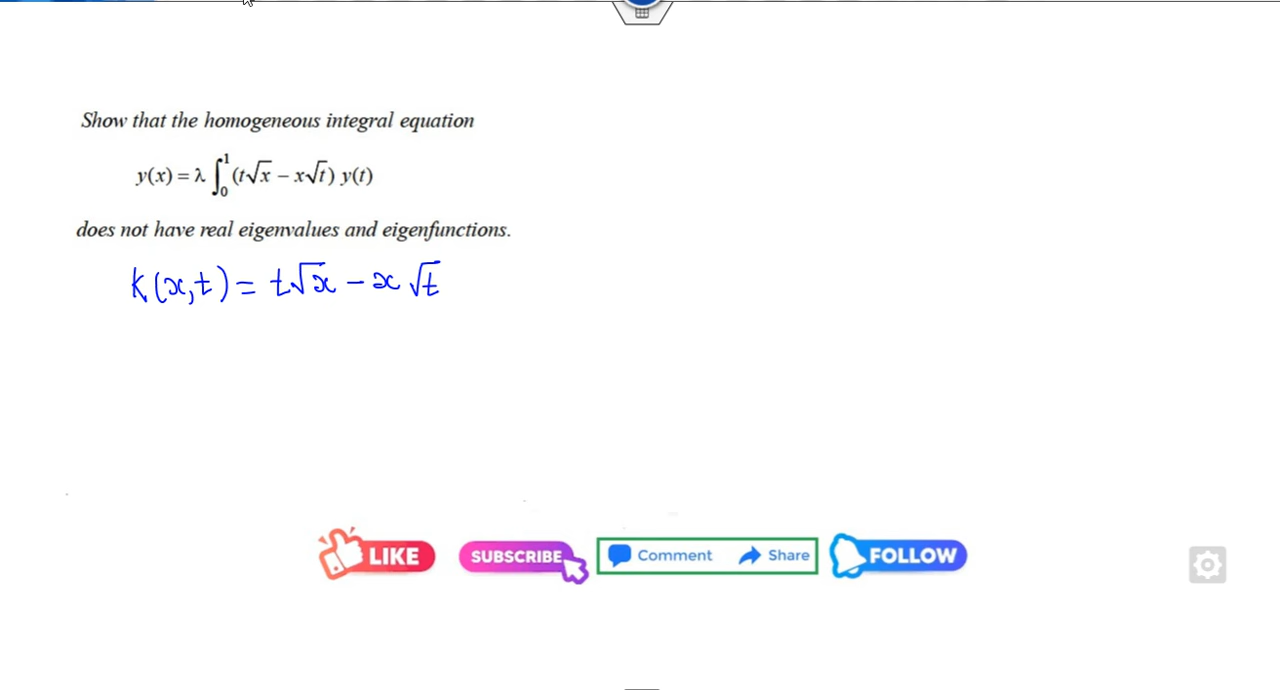 Show that the homogeneous integral equation
y(x) = λ ∫₀¹ (t√x − x√t) y(t)
does not have real eigenvalues and eigenfunctions.
K(x,t) = t√x − x√t
LIKE SUBSCRIBE Comment Share FOLLOW